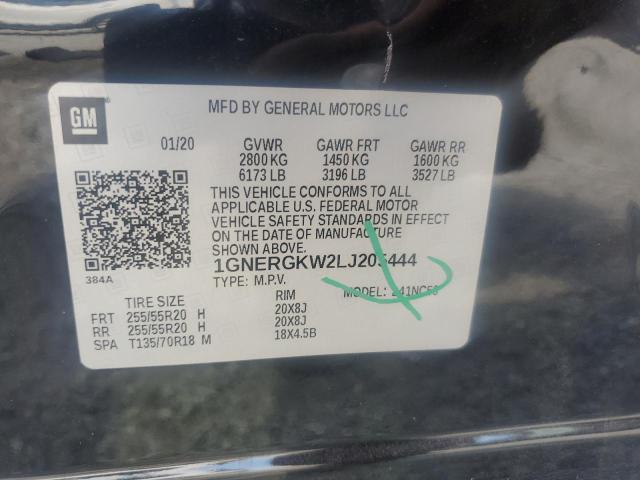 GM
MFD BY GENERAL MOTORS LLC
01/20 GVWR GAWR FRT GAWR RR
2800 KG 1450 KG 1600 KG
6173 LB 3196 LB 3527 LB
THIS VEHICLE CONFORMS TO ALL
APPLICABLE U.S. FEDERAL MOTOR
VEHICLE SAFETY STANDARDS IN EFFECT
ON THE DATE OF MANUFACTURE
SHOWN ABOVE.
384A
1GNERGKW2LJ205444
TYPE: M.P.V. MODEL:
TIRE SIZE RIM
FRT 255/55R20 H 20X8J
RR 255/55R20 H 20X8J
SPA T135/70R18 M 18X4.5B